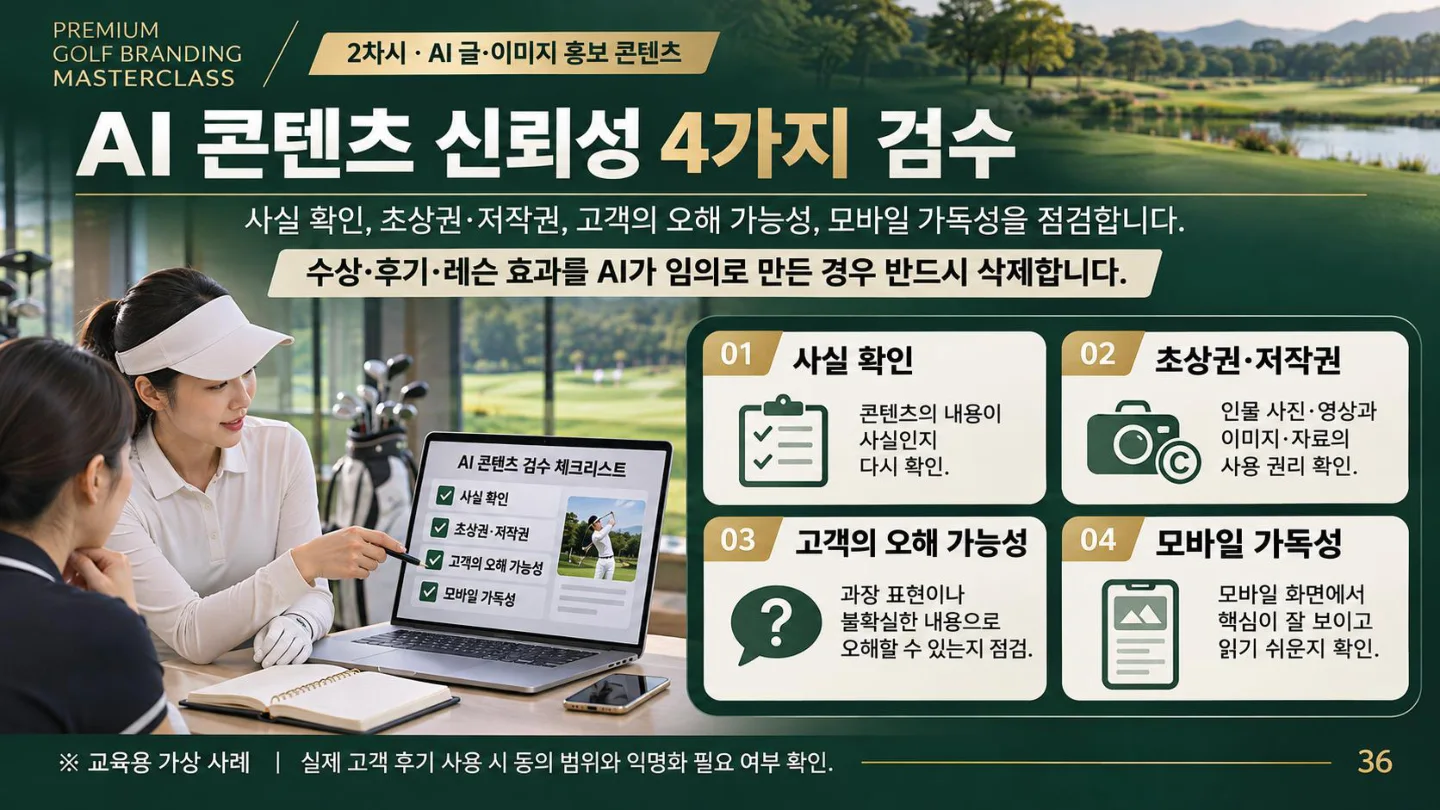 PREMIUM
GOLF BRANDING
MASTERCLASS
2차시 · AI 글·이미지 홍보 콘텐츠
AI 콘텐츠 신뢰성 4가지 검수
사실 확인, 초상권·저작권, 고객의 오해 가능성, 모바일 가독성을 점검합니다.
수상·후기·레슨 효과를 AI가 임의로 만든 경우 반드시 삭제합니다.
AI 콘텐츠 검수 체크리스트
사실 확인
초상권·저작권
고객의 오해 가능성
모바일 가독성
01 사실 확인
콘텐츠의 내용이
사실인지
다시 확인.
02 초상권·저작권
C
인물 사진·영상과
이미지·자료의
사용 권리 확인.
03 고객의 오해 가능성
?
과장 표현이나
불확실한 내용으로
오해할 수 있는지 점검.
04 모바일 가독성
모바일 화면에서
핵심이 잘 보이고
읽기 쉬운지 확인.
※ 교육용 가상 사례 | 실제 고객 후기 사용 시 동의 범위와 익명화 필요 여부 확인.
36